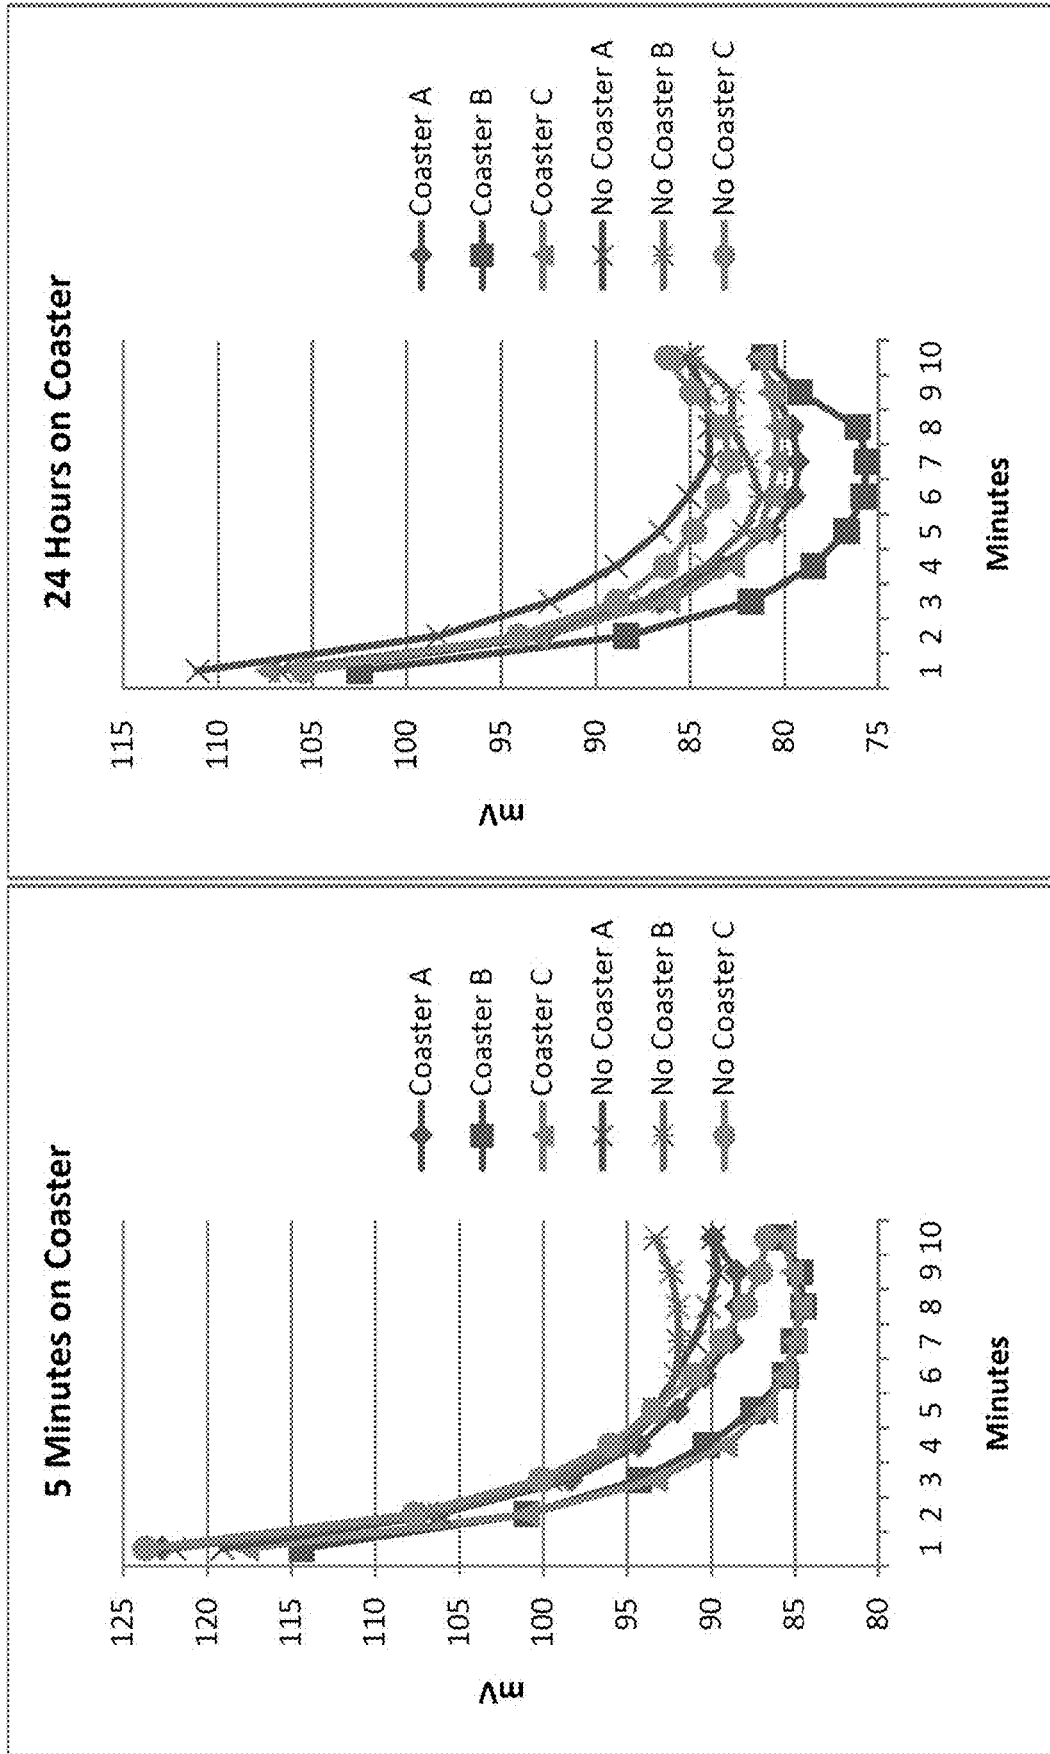 5 Minutes on Coaster
125
120
115
110
105
100
95
90
85
80
mV
1 2 3 4 5 6 7 8 9 10
Minutes
Coaster A
Coaster B
Coaster C
No Coaster A
No Coaster B
No Coaster C
24 Hours on Coaster
115
110
105
100
95
90
85
80
75
mV
1 2 3 4 5 6 7 8 9 10
Minutes
Coaster A
Coaster B
Coaster C
No Coaster A
No Coaster B
No Coaster C